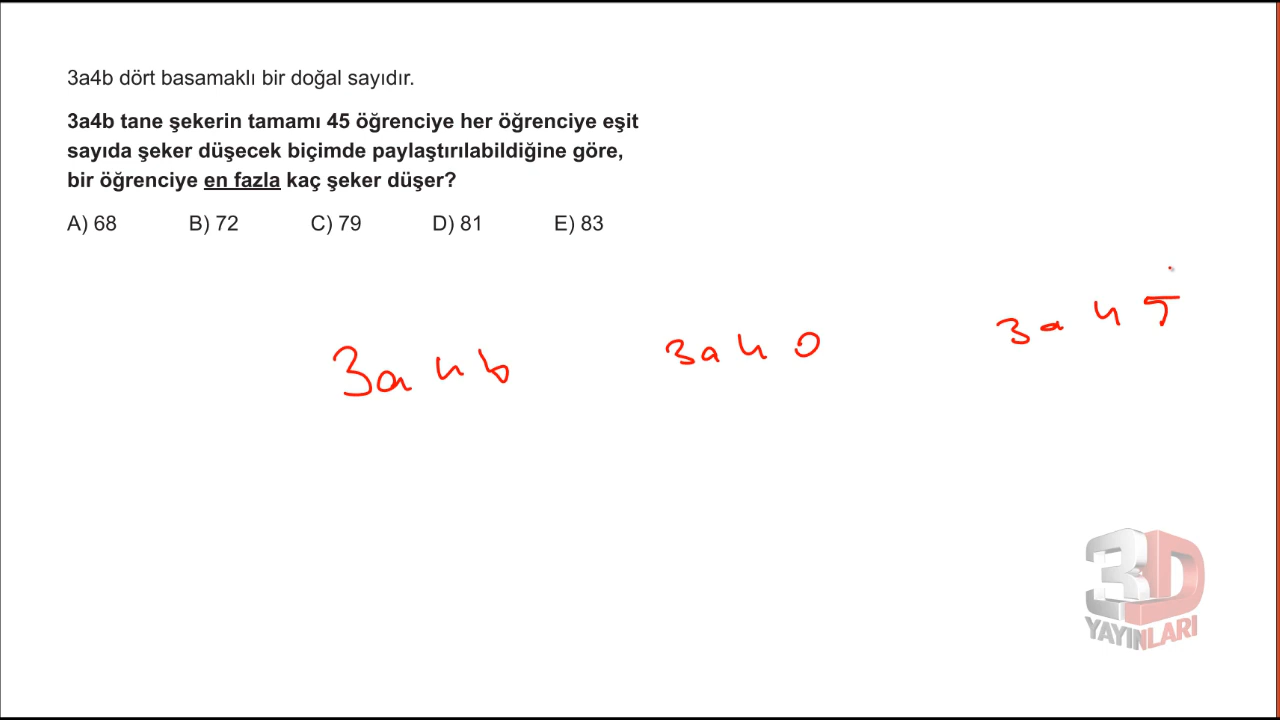 3a4b dört basamaklı bir doğal sayıdır.
3a4b tane şekerin tamamı 45 öğrenciye her öğrenciye eşit
sayıda şeker düşecek biçimde paylaştırılabildiğine göre,
bir öğrenciye en fazla kaç şeker düşer?
A) 68 B) 72 C) 79 D) 81 E) 83
3a4b 3a40 3a45
3D
YAYINLARI